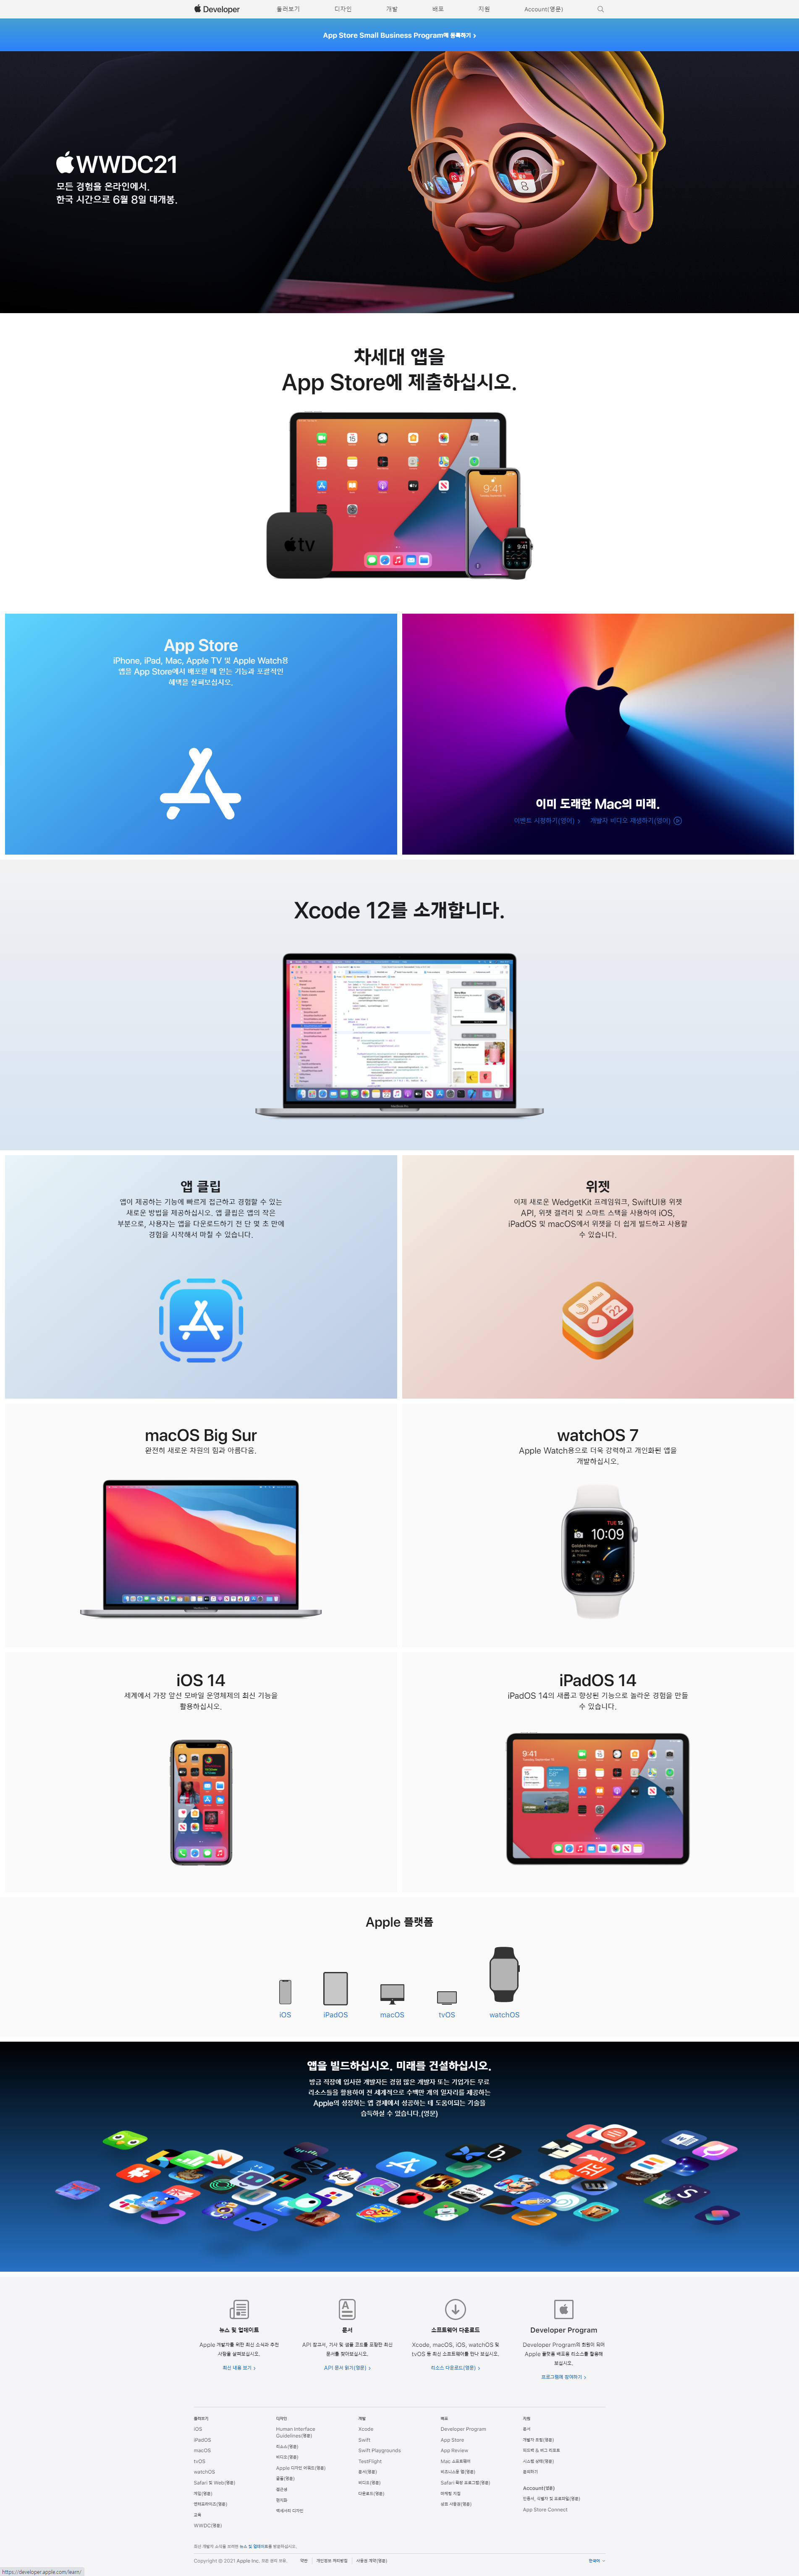 Developer
둘러보기
디자인
개발
배포
지원
Account(영문)
App Store Small Business Program에 등록하기 ›
WWDC21
모든 경험을 온라인에서.
한국 시간으로 6월 8일 대개봉.
차세대 앱을
App Store에 제출하십시오.
9:41
tv
App Store
iPhone, iPad, Mac, Apple TV 및 Apple Watch용
앱을 App Store에서 배포할 때 얻는 기능과 포괄적인
혜택을 살펴보십시오.
이미 도래한 Mac의 미래.
이벤트 시청하기(영어) ›
개발자 비디오 재생하기(영어)
Xcode 12를 소개합니다.
앱 클립
앱이 제공하는 기능에 빠르게 접근하고 경험할 수 있는
새로운 방법을 제공하십시오. 앱 클립은 앱의 작은
부분으로, 사용자는 앱을 다운로드하기 전 단 몇 초 만에
경험을 시작해서 마칠 수 있습니다.
위젯
이제 새로운 WedgetKit 프레임워크, SwiftUI용 위젯
API, 위젯 갤러리 및 스마트 스택을 사용하여 iOS,
iPadOS 및 macOS에서 위젯을 더 쉽게 빌드하고 사용할
수 있습니다.
22
macOS Big Sur
완전히 새로운 차원의 힘과 아름다움.
watchOS 7
Apple Watch용으로 더욱 강력하고 개인화된 앱을
개발하십시오.
TUE 15
10:09
Golden Hour
iOS 14
세계에서 가장 앞선 모바일 운영체제의 최신 기능을
활용하십시오.
iPadOS 14
iPadOS 14의 새롭고 향상된 기능으로 놀라운 경험을 만들
수 있습니다.
9:41
Apple 플랫폼
iOS
iPadOS
macOS
tvOS
watchOS
앱을 빌드하십시오. 미래를 건설하십시오.
방금 직장에 입사한 개발자든 경험 많은 개발자 또는 기업가든 무료
리소스들을 활용하여 전 세계적으로 수백만 개의 일자리를 제공하는
Apple의 성장하는 앱 경제에서 성공하는 데 도움이되는 기술을
습득하실 수 있습니다.(영문)
뉴스 및 업데이트
Apple 개발자를 위한 최신 소식과 추천
사항을 살펴보십시오.
최신 내용 보기 ›
문서
API 참고서, 기사 및 샘플 코드를 포함한 최신
문서를 찾아보십시오.
API 문서 읽기(영문) ›
소프트웨어 다운로드
Xcode, macOS, iOS, watchOS 및
tvOS 등 최신 소프트웨어를 만나 보십시오.
리소스 다운로드(영문) ›
Developer Program
Developer Program의 회원이 되어
Apple 플랫폼 배포용 리소스를 활용해
보십시오.
프로그램에 참여하기 ›
둘러보기
iOS
iPadOS
macOS
tvOS
watchOS
Safari 및 Web(영문)
게임(영문)
엔터프라이즈(영문)
교육
WWDC(영문)
디자인
Human Interface
Guidelines(영문)
리소스(영문)
비디오(영문)
Apple 디자인 어워드(영문)
글꼴(영문)
접근성
현지화
액세서리 디자인
개발
Xcode
Swift
Swift Playgrounds
TestFlight
문서(영문)
비디오(영문)
다운로드(영문)
배포
Developer Program
App Store
App Review
Mac 소프트웨어
비즈니스용 앱(영문)
Safari 확장 프로그램(영문)
마케팅 지침
상표 사용권(영문)
지원
문서
개발자 포럼(영문)
피드백 & 버그 리포트
시스템 상태(영문)
문의하기
Account(영문)
인증서, 식별자 및 프로파일(영문)
App Store Connect
최신 개발자 소식을 보려면 뉴스 및 업데이트를 방문하십시오.
Copyright © 2021 Apple Inc. 모든 권리 보유.
약관
개인정보 처리방침
사용권 계약(영문)
한국어
https://developer.apple.com/learn/